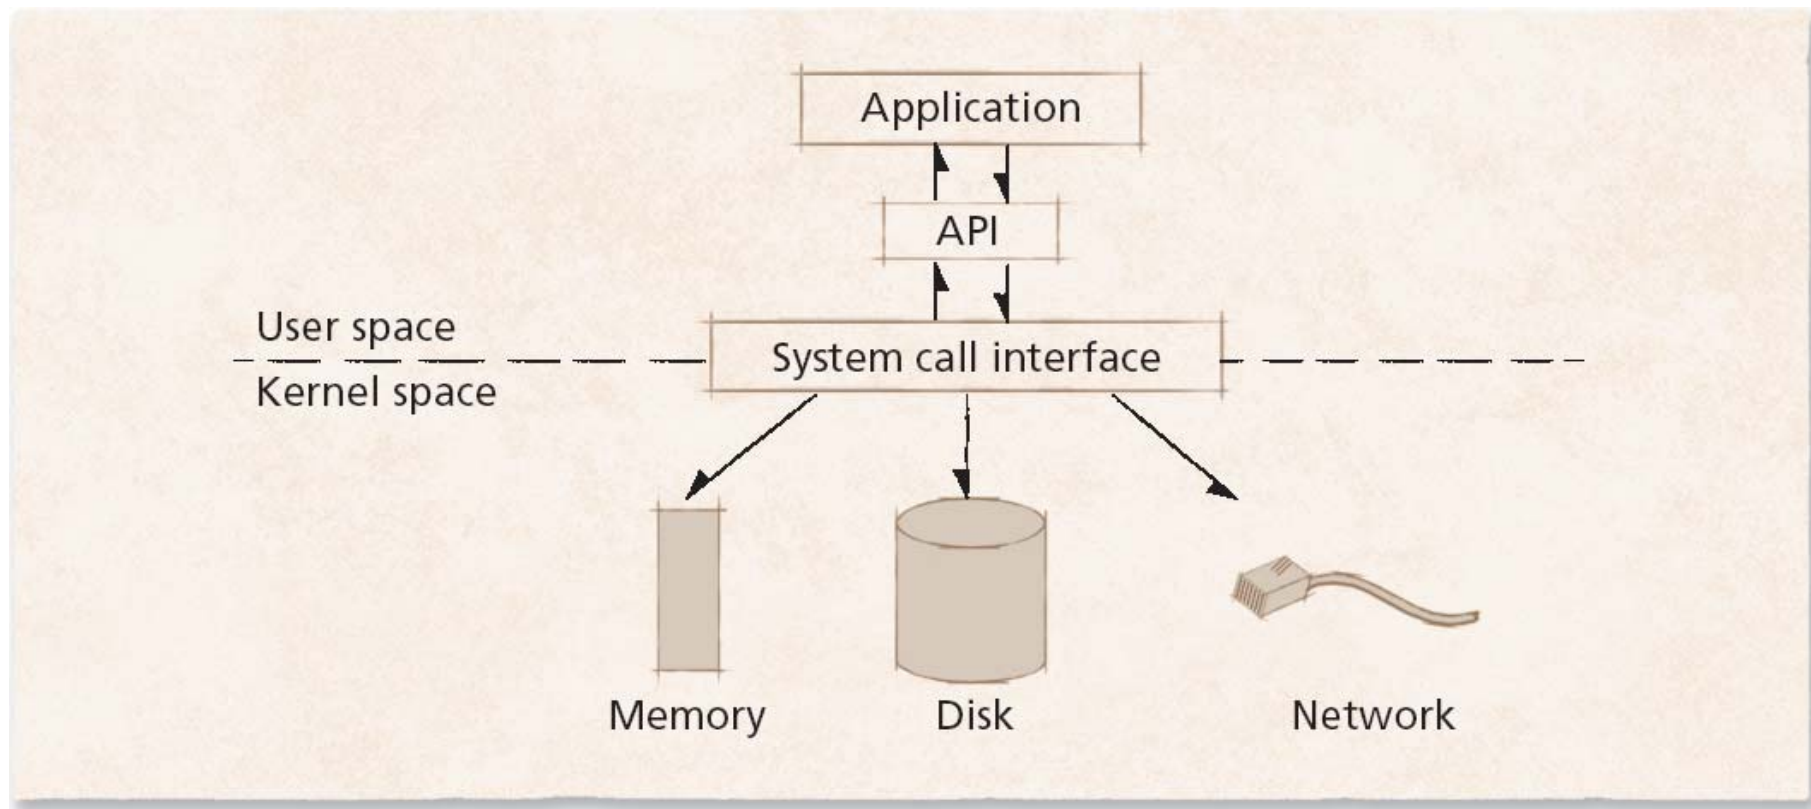 Application
API
User space
System call interface
Kernel space
Memory
Disk
Network